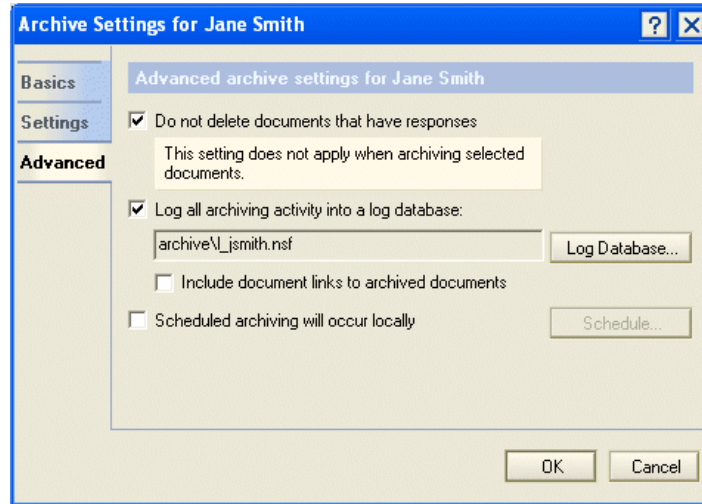 Archive Settings for Jane Smith
?
Basics
Settings
Advanced
Advanced archive settings for Jane Smith
Do not delete documents that have responses
This setting does not apply when archiving selected
documents.
Log all archiving activity into a log database:
archive\l_jsmith.nsf
Log Database...
Include document links to archived documents
Scheduled archiving will occur locally
Schedule...
OK
Cancel